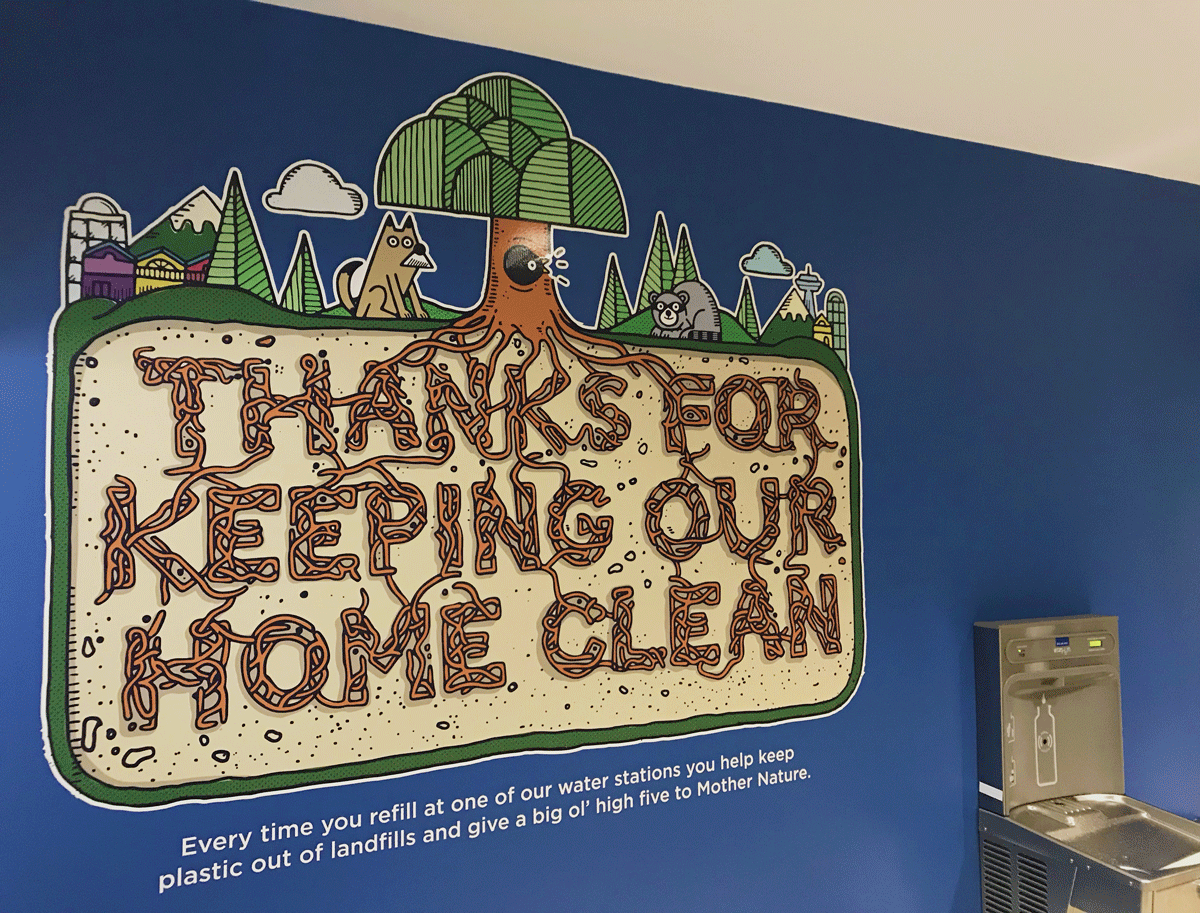 THANKS FOR
KEEPING OUR
HOME CLEAN
Every time you refill at one of our water stations you help keep
plastic out of landfills and give a big ol’ high five to Mother Nature.